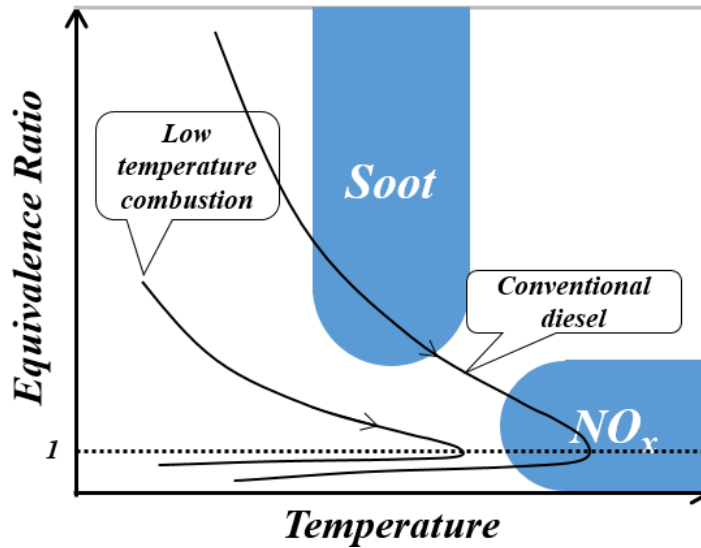 Low
temperature
combustion
Soot
Conventional
diesel
NOx
1
Equivalence Ratio
Temperature